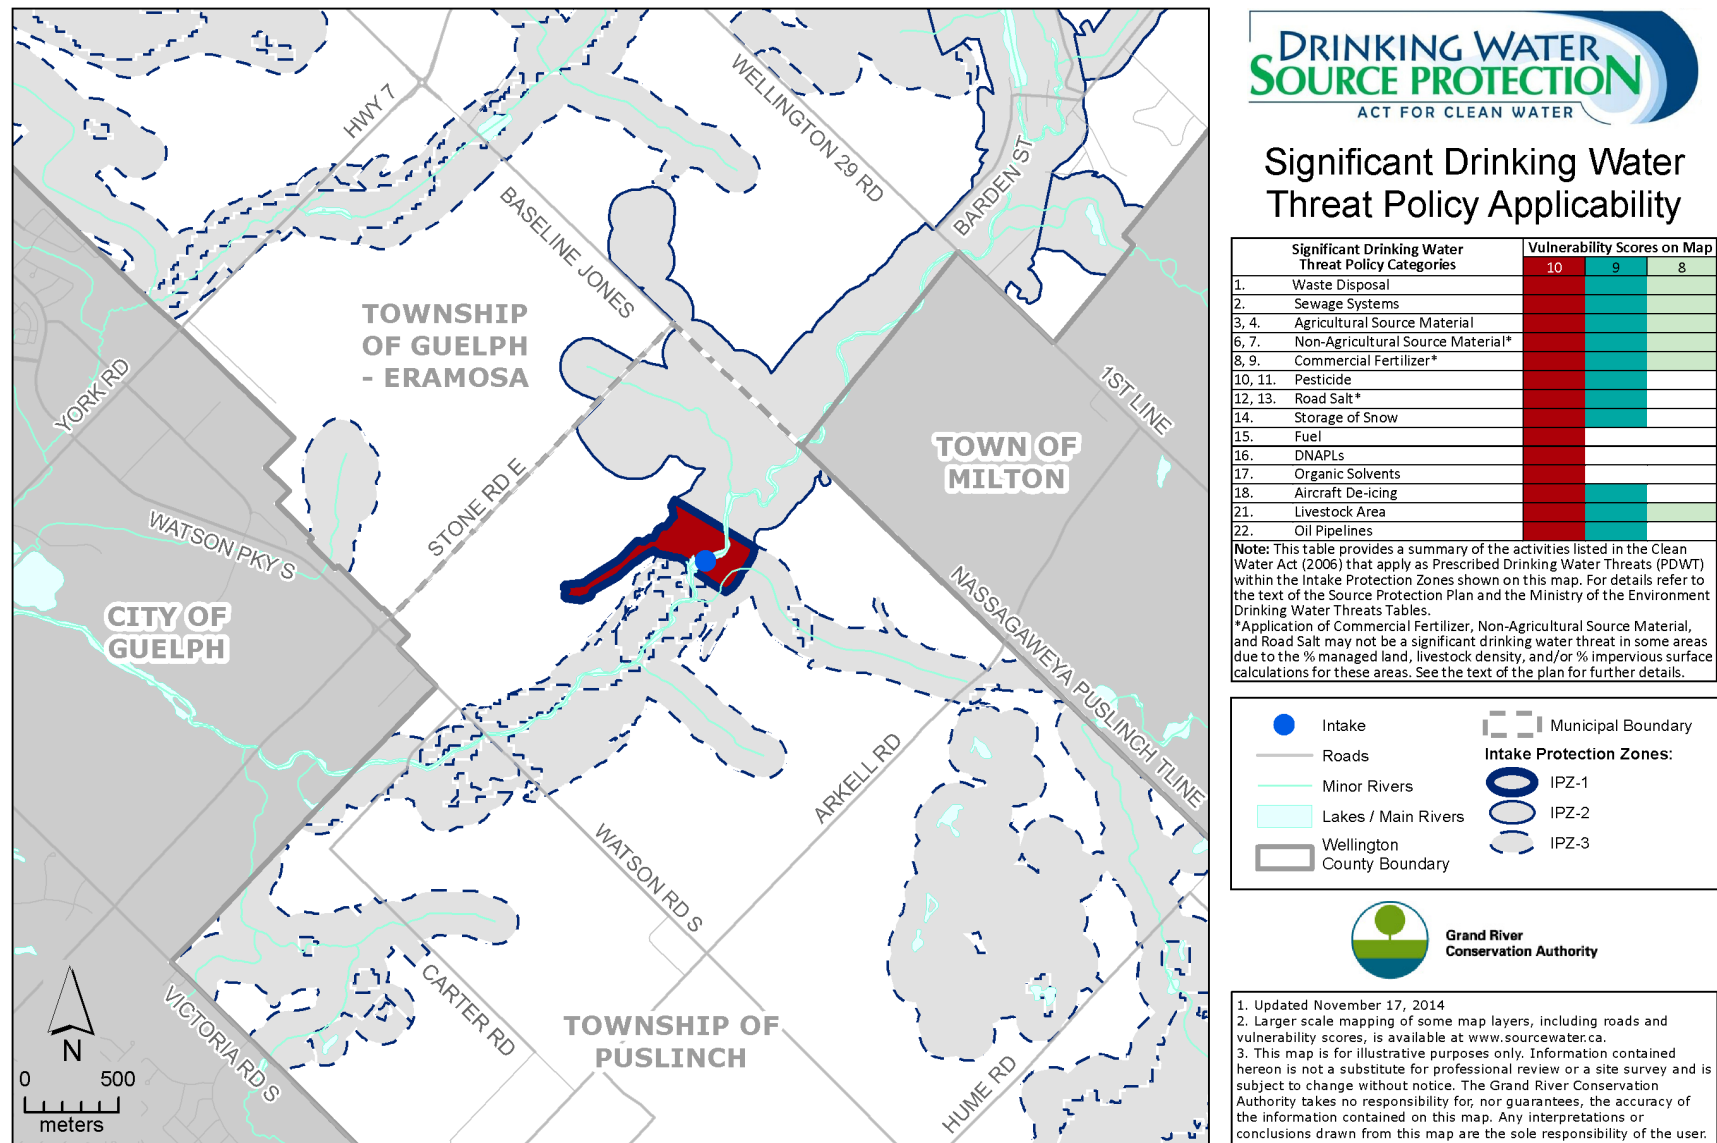 HWY 7
WELLINGTON 29 RD
BARDEN ST
BASELINE JONES
TOWNSHIP
OF GUELPH
- ERAMOSA
YORK RD
1ST LINE
TOWN OF
MILTON
STONE RD E
WATSON PKY S
CITY OF
GUELPH
NASSAGAWEYA PUSLINCH TLINE
ARKELL RD
WATSON RD S
CARTER RD
VICTORIA RD S
TOWNSHIP OF
PUSLINCH
HUME RD
N
0 500
meters
DRINKING WATER
SOURCE PROTECTION
ACT FOR CLEAN WATER
Significant Drinking Water
Threat Policy Applicability
Significant Drinking Water
Threat Policy Categories
Vulnerability Scores on Map
10 9 8
1. Waste Disposal
2. Sewage Systems
3, 4. Agricultural Source Material
6, 7. Non-Agricultural Source Material*
8, 9. Commercial Fertilizer*
10, 11. Pesticide
12, 13. Road Salt*
14. Storage of Snow
15. Fuel
16. DNAPLs
17. Organic Solvents
18. Aircraft De-icing
21. Livestock Area
22. Oil Pipelines
Note: This table provides a summary of the activities listed in the Clean
Water Act (2006) that apply as Prescribed Drinking Water Threats (PDWT)
within the Intake Protection Zones shown on this map. For details refer to
the text of the Source Protection Plan and the Ministry of the Environment
Drinking Water Threats Tables.
*Application of Commercial Fertilizer, Non-Agricultural Source Material,
and Road Salt may not be a significant drinking water threat in some areas
due to the % managed land, livestock density, and/or % impervious surface
calculations for these areas. See the text of the plan for further details.
Intake
Roads
Minor Rivers
Lakes / Main Rivers
Wellington
County Boundary
Municipal Boundary
Intake Protection Zones:
IPZ-1
IPZ-2
IPZ-3
Grand River
Conservation Authority
1. Updated November 17, 2014
2. Larger scale mapping of some map layers, including roads and
vulnerability scores, is available at www.sourcewater.ca.
3. This map is for illustrative purposes only. Information contained
hereon is not a substitute for professional review or a site survey and is
subject to change without notice. The Grand River Conservation
Authority takes no responsibility for, nor guarantees, the accuracy of
the information contained on this map. Any interpretations or
conclusions drawn from this map are the sole responsibility of the user.